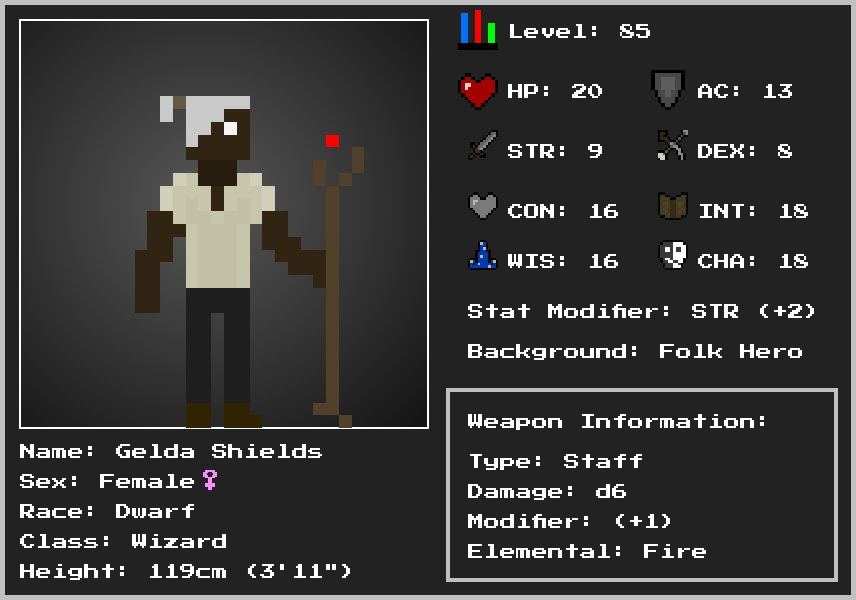 Level: 85
HP: 20 AC: 13
STR: 9 DEX: 8
CON: 16 INT: 18
WIS: 16 CHA: 18
Stat Modifier: STR (+2)
Background: Folk Hero
Weapon Information:
Type: Staff
Damage: d6
Modifier: (+1)
Elemental: Fire
Name: Gelda Shields
Sex: Female♀
Race: Dwarf
Class: Wizard
Height: 119cm (3'11")